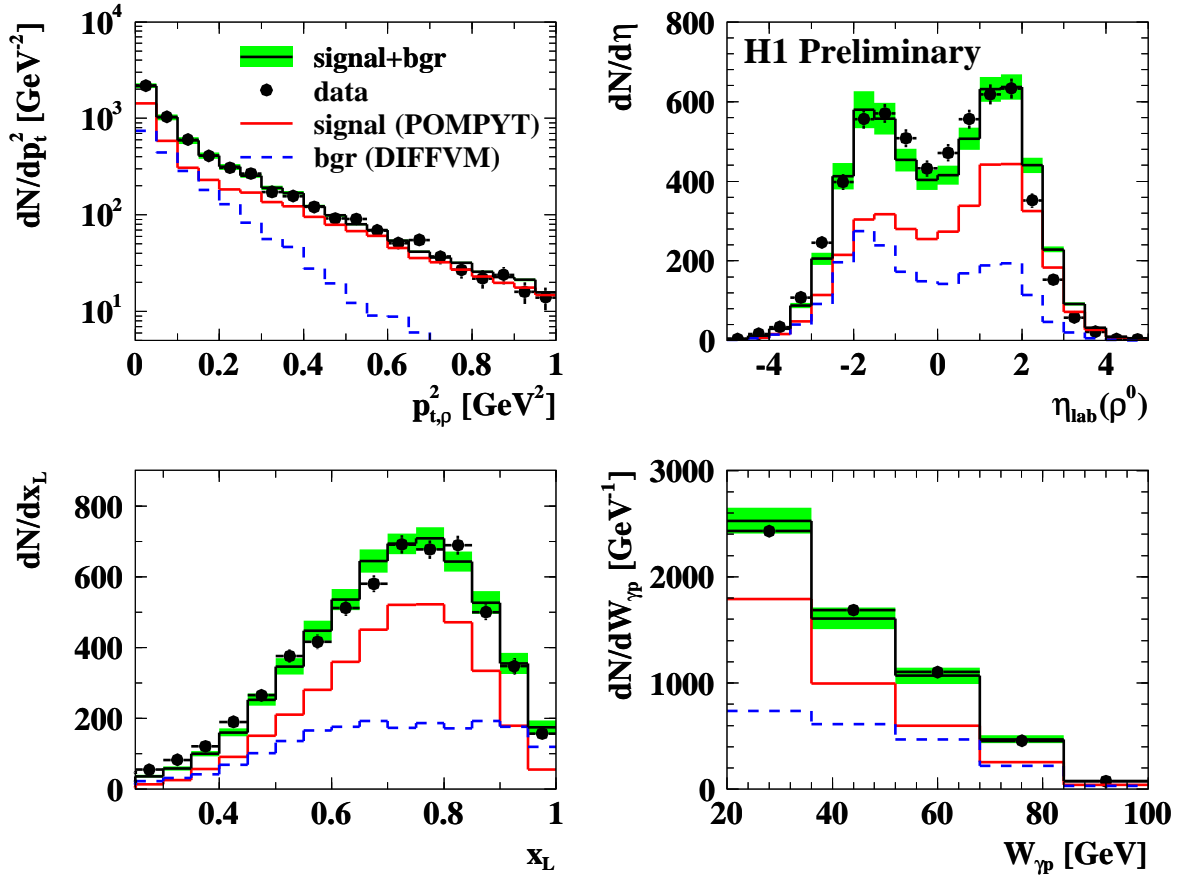 dN/dp_t^2 [GeV^-2]
10^4
10^3
10^2
10^1
signal+bgr
data
signal (POMPYT)
bgr (DIFFVM)
0 0.2 0.4 0.6 0.8 1
p_t,ρ^2 [GeV^2]
dN/dη
H1 Preliminary
800
600
400
200
0
-4 -2 0 2 4
η_lab(ρ^0)
dN/dx_L
800
600
400
200
0
0.4 0.6 0.8 1
x_L
dN/dW_γp [GeV^-1]
3000
2000
1000
0
20 40 60 80 100
W_γp [GeV]